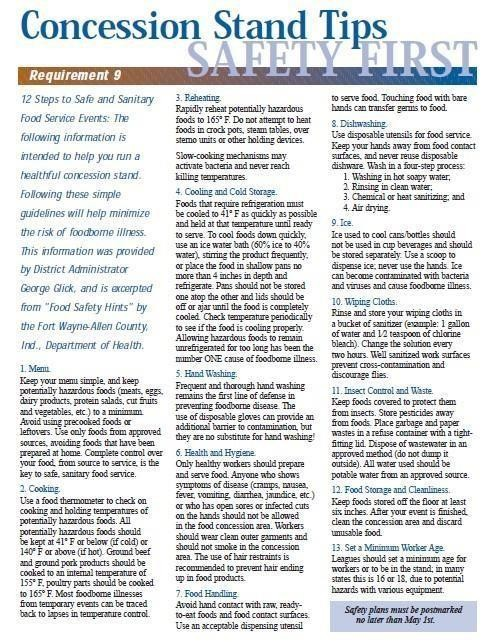 Concession Stand Tips
SAFETY FIRST
Requirement 9
12 Steps to Safe and Sanitary
Food Service Events: The
following information is
intended to help you run a
healthful concession stand.
Following these simple
guidelines will help minimize
the risk of foodborne illness.
This information was provided
by District Administrator
George Glick, and is excerpted
from "Food Safety Hints" by
the Fort Wayne-Allen County,
Ind., Department of Health.
1. Menu.
Keep your menu simple, and keep
potentially hazardous foods (meats, eggs,
dairy products, protein salads, cut fruits
and vegetables, etc.) to a minimum.
Avoid using precooked foods or
leftovers. Use only foods from approved
sources, avoiding foods that have been
prepared at home. Complete control over
your food, from source to service, is the
key to safe, sanitary food service.
2. Cooking.
Use a food thermometer to check on
cooking and holding temperatures of
potentially hazardous foods. All
potentially hazardous foods should
be kept at 41° F or below (if cold) or
140° F or above (if hot). Ground beef
and ground pork products should be
cooked to an internal temperature of
155° F, poultry parts should be cooked
to 165° F. Most foodborne illnesses
from temporary events can be traced
back to lapses in temperature control.
3. Reheating.
Rapidly reheat potentially hazardous
foods to 165° F. Do not attempt to heat
foods in crock pots, steam tables, over
sterno units or other holding devices.
Slow-cooking mechanisms may
activate bacteria and never reach
killing temperatures.
4. Cooling and Cold Storage.
Foods that require refrigeration must
be cooled to 41° F as quickly as possible
and held at that temperature until ready
to serve. To cool foods down quickly,
use an ice water bath (60% ice to 40%
water), stirring the product frequently,
or place the food in shallow pans no
more than 4 inches in depth and
refrigerate. Pans should not be stored
one atop the other and lids should be
off or ajar until the food is completely
cooled. Check temperature periodically
to see if the food is cooling properly.
Allowing hazardous foods to remain
unrefrigerated for too long has been the
number ONE cause of foodborne illness.
5. Hand Washing.
Frequent and thorough hand washing
remains the first line of defense in
preventing foodborne disease. The
use of disposable gloves can provide an
additional barrier to contamination, but
they are no substitute for hand washing!
6. Health and Hygiene.
Only healthy workers should prepare
and serve food. Anyone who shows
symptoms of disease (cramps, nausea,
fever, vomiting, diarrhea, jaundice, etc.)
or who has open sores or infected cuts
on the hands should not be allowed
in the food concession area. Workers
should wear clean outer garments and
should not smoke in the concession
area. The use of hair restraints is
recommended to prevent hair ending
up in food products.
7. Food Handling.
Avoid hand contact with raw, ready-
to-eat foods and food contact surfaces.
Use an acceptable dispensing utensil
to serve food. Touching food with bare
hands can transfer germs to food.
8. Dishwashing.
Use disposable utensils for food service.
Keep your hands away from food contact
surfaces, and never reuse disposable
dishware. Wash in a four-step process:
1. Washing in hot soapy water;
2. Rinsing in clean water;
3. Chemical or heat sanitizing; and
4. Air drying.
9. Ice.
Ice used to cool cans/bottles should
not be used in cup beverages and should
be stored separately. Use a scoop to
dispense ice; never use the hands. Ice
can become contaminated with bacteria
and viruses and cause foodborne illness.
10. Wiping Cloths.
Rinse and store your wiping cloths in
a bucket of sanitizer (example: 1 gallon
of water and 1/2 teaspoon of chlorine
bleach). Change the solution every
two hours. Well sanitized work surfaces
prevent cross-contamination and
discourage flies.
11. Insect Control and Waste.
Keep foods covered to protect them
from insects. Store pesticides away
from foods. Place garbage and paper
wastes in a refuse container with a tight-
fitting lid. Dispose of wastewater in an
approved method (do not dump it
outside). All water used should be
potable water from an approved source.
12. Food Storage and Cleanliness.
Keep foods stored off the floor at least
six inches. After your event is finished,
clean the concession area and discard
unusable food.
13. Set a Minimum Worker Age.
Leagues should set a minimum age for
workers or to be in the stand; in many
states this is 16 or 18, due to potential
hazards with various equipment.
Safety plans must be postmarked
no later than May 1st.